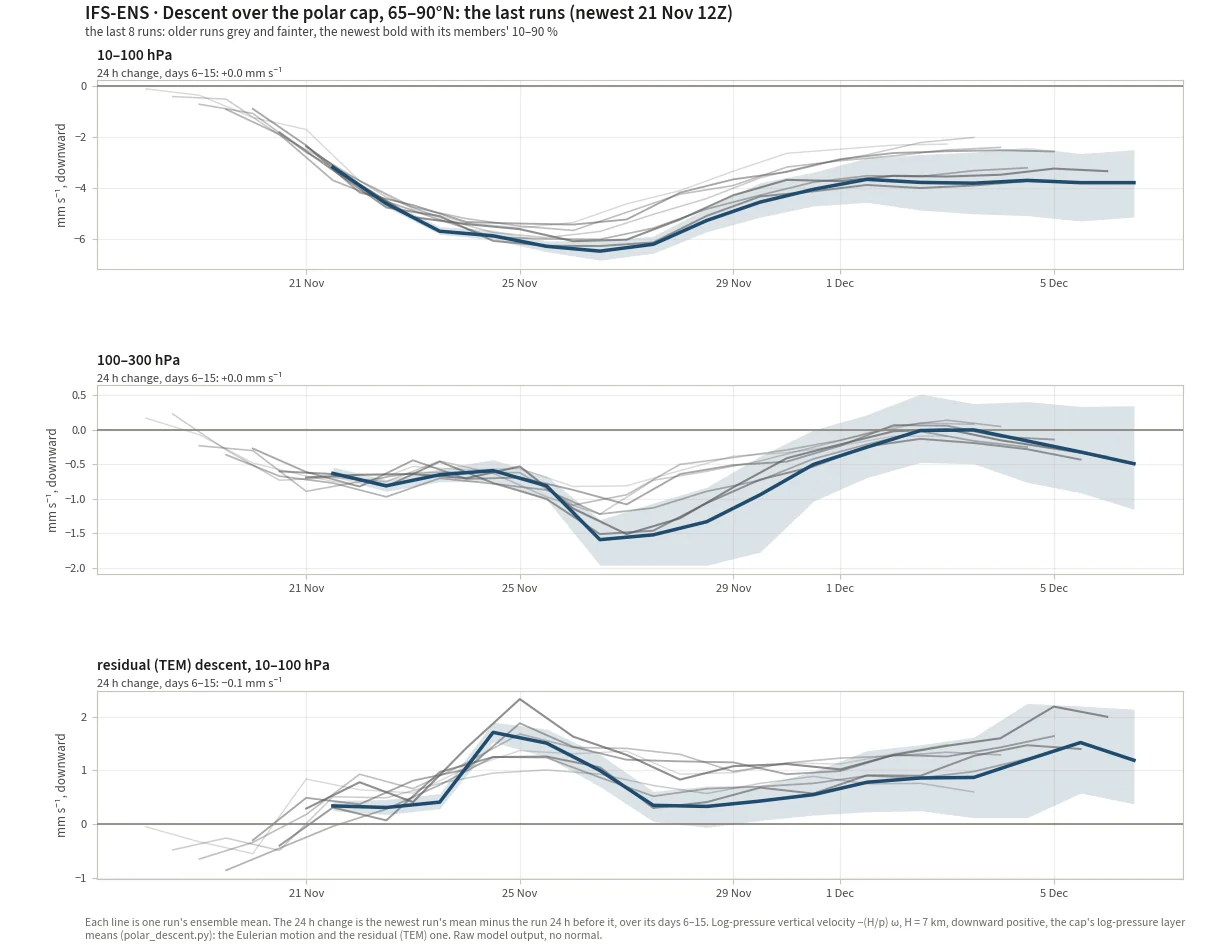 IFS-ENS · Descent over the polar cap, 65–90°N: the last runs (newest 21 Nov 12Z)
the last 8 runs: older runs grey and fainter, the newest bold with its members' 10–90 %
10–100 hPa
24 h change, days 6–15: +0.0 mm s⁻¹
0
−2
−4
−6
mm s⁻¹, downward
21 Nov
25 Nov
29 Nov
1 Dec
5 Dec
100–300 hPa
24 h change, days 6–15: +0.0 mm s⁻¹
0.5
0.0
−0.5
−1.0
−1.5
−2.0
mm s⁻¹, downward
21 Nov
25 Nov
29 Nov
1 Dec
5 Dec
residual (TEM) descent, 10–100 hPa
24 h change, days 6–15: −0.1 mm s⁻¹
2
1
0
−1
mm s⁻¹, downward
21 Nov
25 Nov
29 Nov
1 Dec
5 Dec
Each line is one run's ensemble mean. The 24 h change is the newest run's mean minus the run 24 h before it, over its days 6–15. Log-pressure vertical velocity −(H/p) ω, H = 7 km, downward positive, the cap's log-pressure layer
means (polar_descent.py): the Eulerian motion and the residual (TEM) one. Raw model output, no normal.